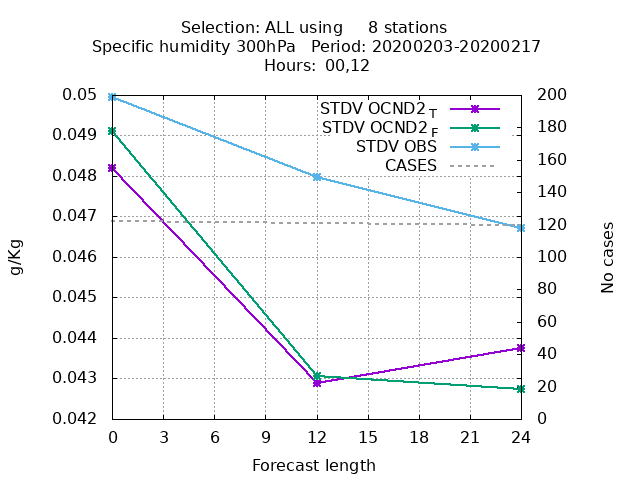 Selection: ALL using 8 stations
Specific humidity 300hPa Period: 20200203-20200217
Hours: 00,12
0.05
0.049
0.048
0.047
0.046
0.045
0.044
0.043
0.042
g/Kg
STDV OCND2 T
STDV OCND2 F
STDV OBS
CASES
200
180
160
140
120
100
80
60
40
20
0
No cases
0 3 6 9 12 15 18 21 24
Forecast length